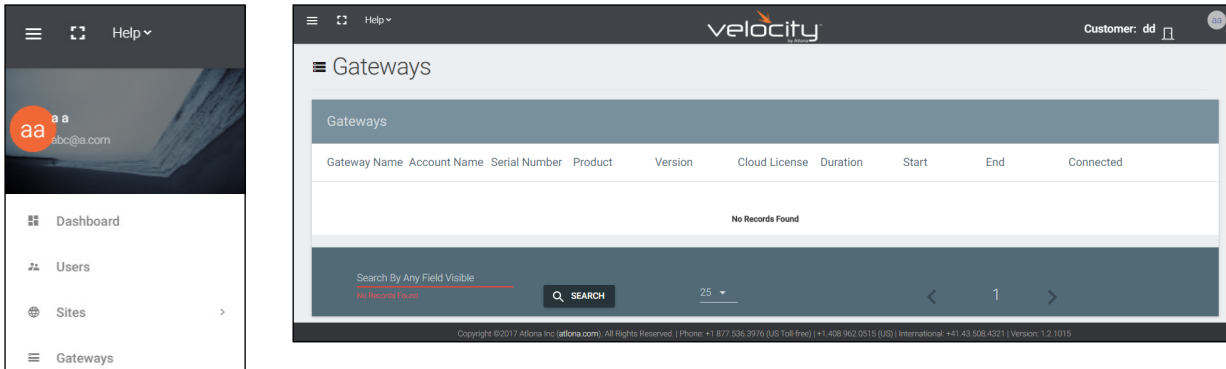 Help
aa
a a
abc@a.com
Dashboard
Users
Sites
Gateways
Help
velocity
by Atlona
Customer: dd
aa
Gateways
Gateways
Gateway Name Account Name Serial Number Product Version Cloud License Duration Start End Connected
No Records Found
Search By Any Field Visible
No Records Found
SEARCH
25
1
Copyright ©2017 Atlona Inc (atlona.com). All Rights Reserved. | Phone: +1 877.536.3976 (US Toll-free) | +1.408.962.0515 (US) | International: +41.43.508.4321 | Version: 1.2.1015